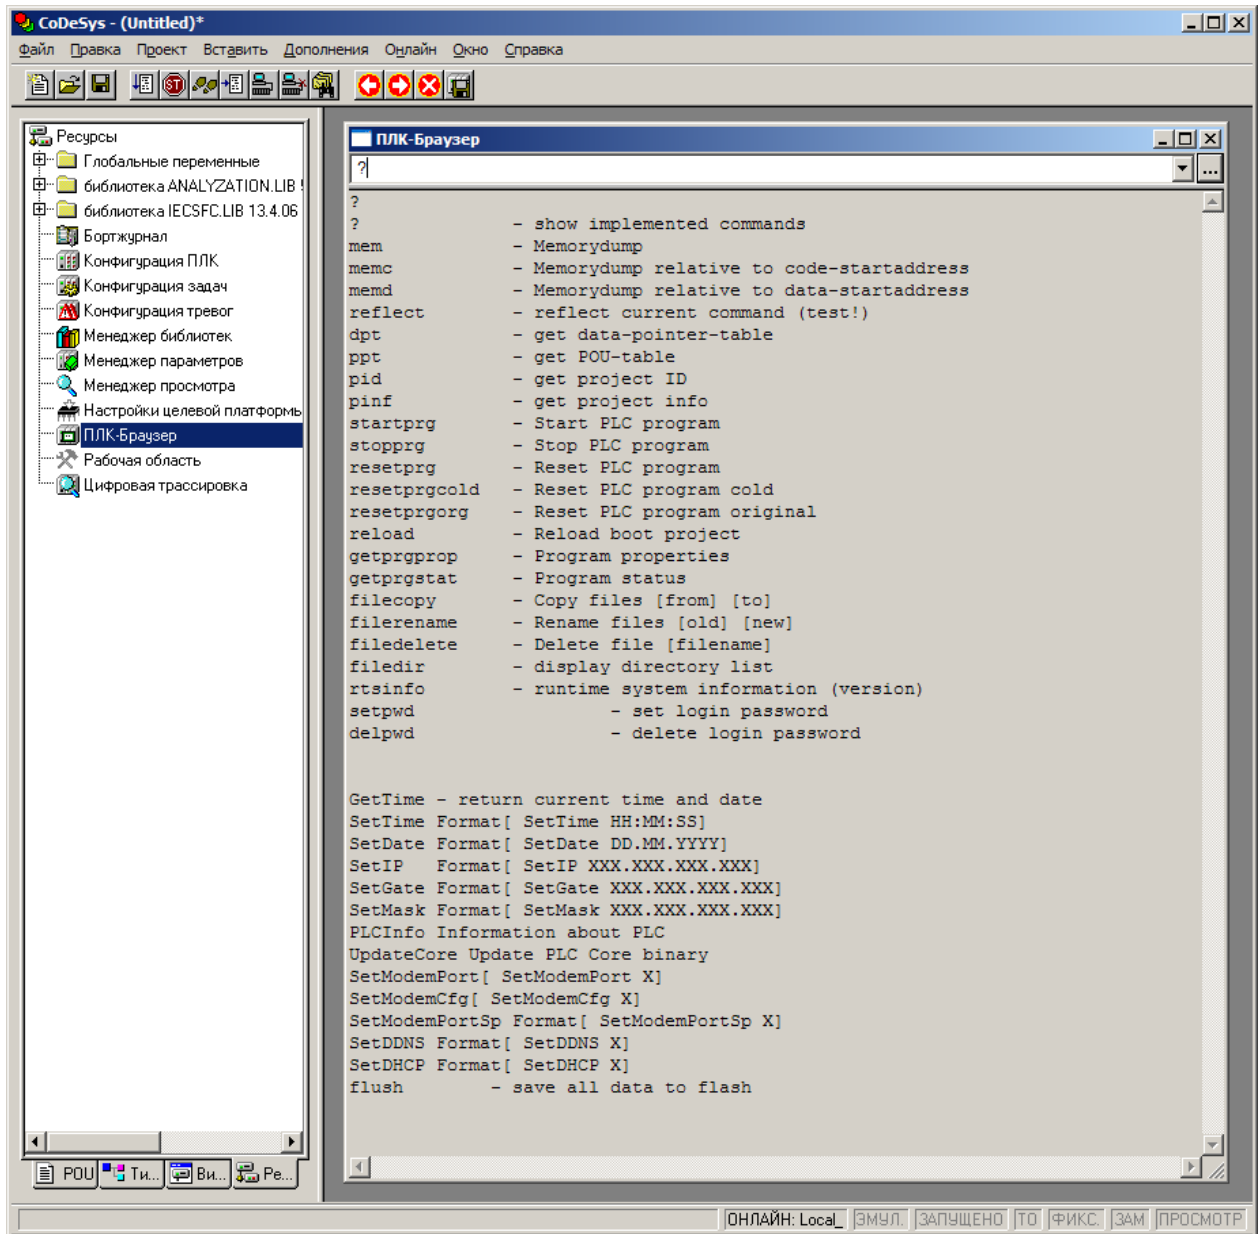 CoDeSys - (Untitled)*
Файл Правка Проект Вставить Дополнения Онлайн Окно Справка
Ресурсы
Глобальные переменные
библиотека ANALYZATION.LIB
библиотека IECSFC.LIB 13.4.06
Бортжурнал
Конфигурация ПЛК
Конфигурация задач
Конфигурация тревог
Менеджер библиотек
Менеджер параметров
Менеджер просмотра
Настройки целевой платформы
ПЛК-Браузер
Рабочая область
Цифровая трассировка
POU Ти... Ви... Ре...
ПЛК-Браузер
?
?
? - show implemented commands
mem - Memorydump
memc - Memorydump relative to code-startaddress
memd - Memorydump relative to data-startaddress
reflect - reflect current command (test!)
dpt - get data-pointer-table
ppt - get POU-table
pid - get project ID
pinf - get project info
startprg - Start PLC program
stopprg - Stop PLC program
resetprg - Reset PLC program
resetprgcold - Reset PLC program cold
resetprgorg - Reset PLC program original
reload - Reload boot project
getprgprop - Program properties
getprgstat - Program status
filecopy - Copy files [from] [to]
filerename - Rename files [old] [new]
filedelete - Delete file [filename]
filedir - display directory list
rtsinfo - runtime system information (version)
setpwd - set login password
delpwd - delete login password
GetTime - return current time and date
SetTime Format[ SetTime HH:MM:SS]
SetDate Format[ SetDate DD.MM.YYYY]
SetIP Format[ SetIP XXX.XXX.XXX.XXX]
SetGate Format[ SetGate XXX.XXX.XXX.XXX]
SetMask Format[ SetMask XXX.XXX.XXX.XXX]
PLCInfo Information about PLC
UpdateCore Update PLC Core binary
SetModemPort[ SetModemPort X]
SetModemCfg[ SetModemCfg X]
SetModemPortSp Format[ SetModemPortSp X]
SetDDNS Format[ SetDDNS X]
SetDHCP Format[ SetDHCP X]
flush - save all data to flash
ОНЛАЙН: Local_ ЭМУЛ. ЗАПУЩЕНО ТО ФИКС. ЗАМ ПРОСМОТР